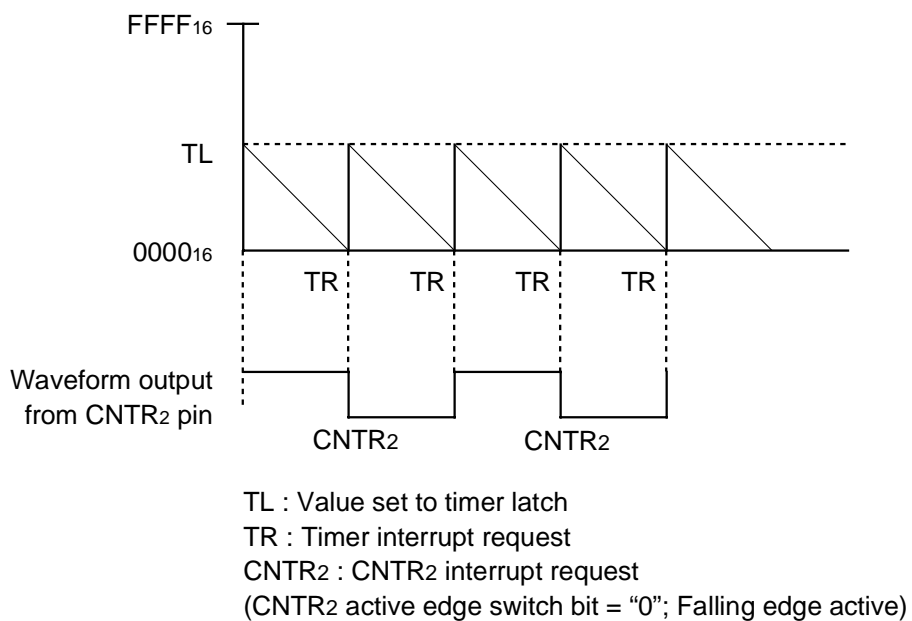 FFFF16
TL
000016
TR TR TR TR
Waveform output
from CNTR2 pin
CNTR2 CNTR2
TL : Value set to timer latch
TR : Timer interrupt request
CNTR2 : CNTR2 interrupt request
(CNTR2 active edge switch bit = “0”; Falling edge active)